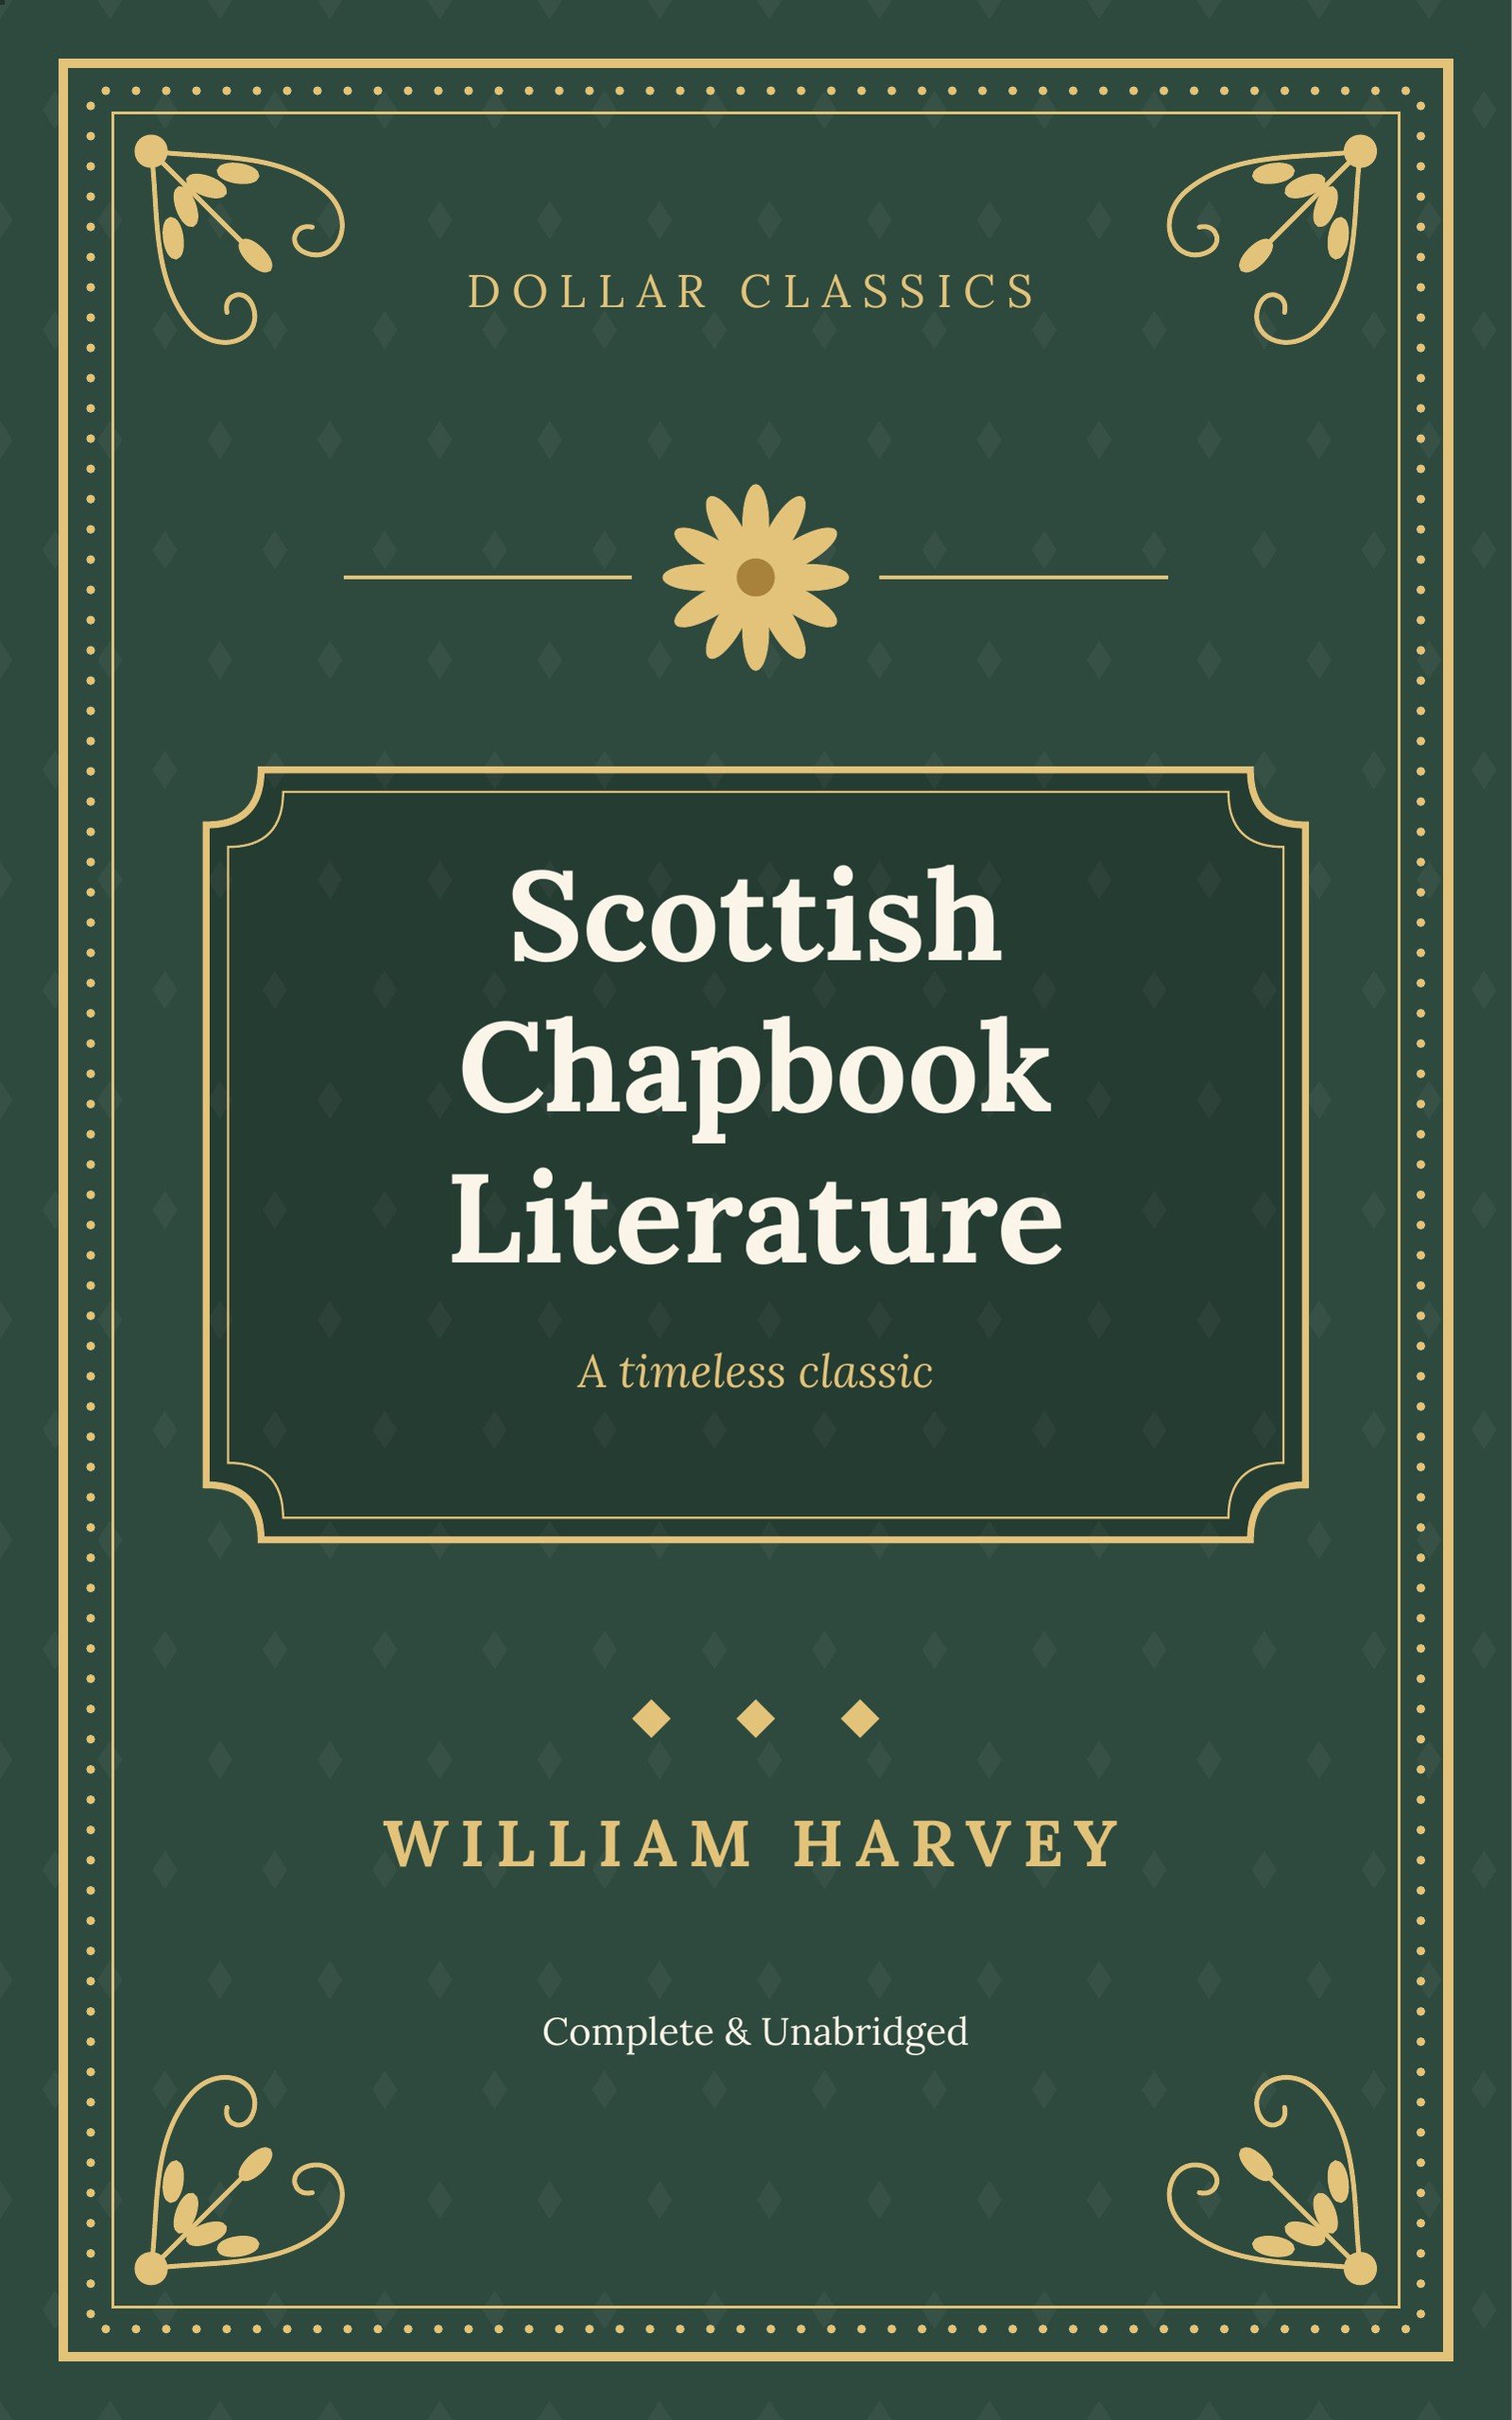 DOLLAR CLASSICS
Scottish
Chapbook
Literature
A timeless classic
WILLIAM HARVEY
Complete & Unabridged